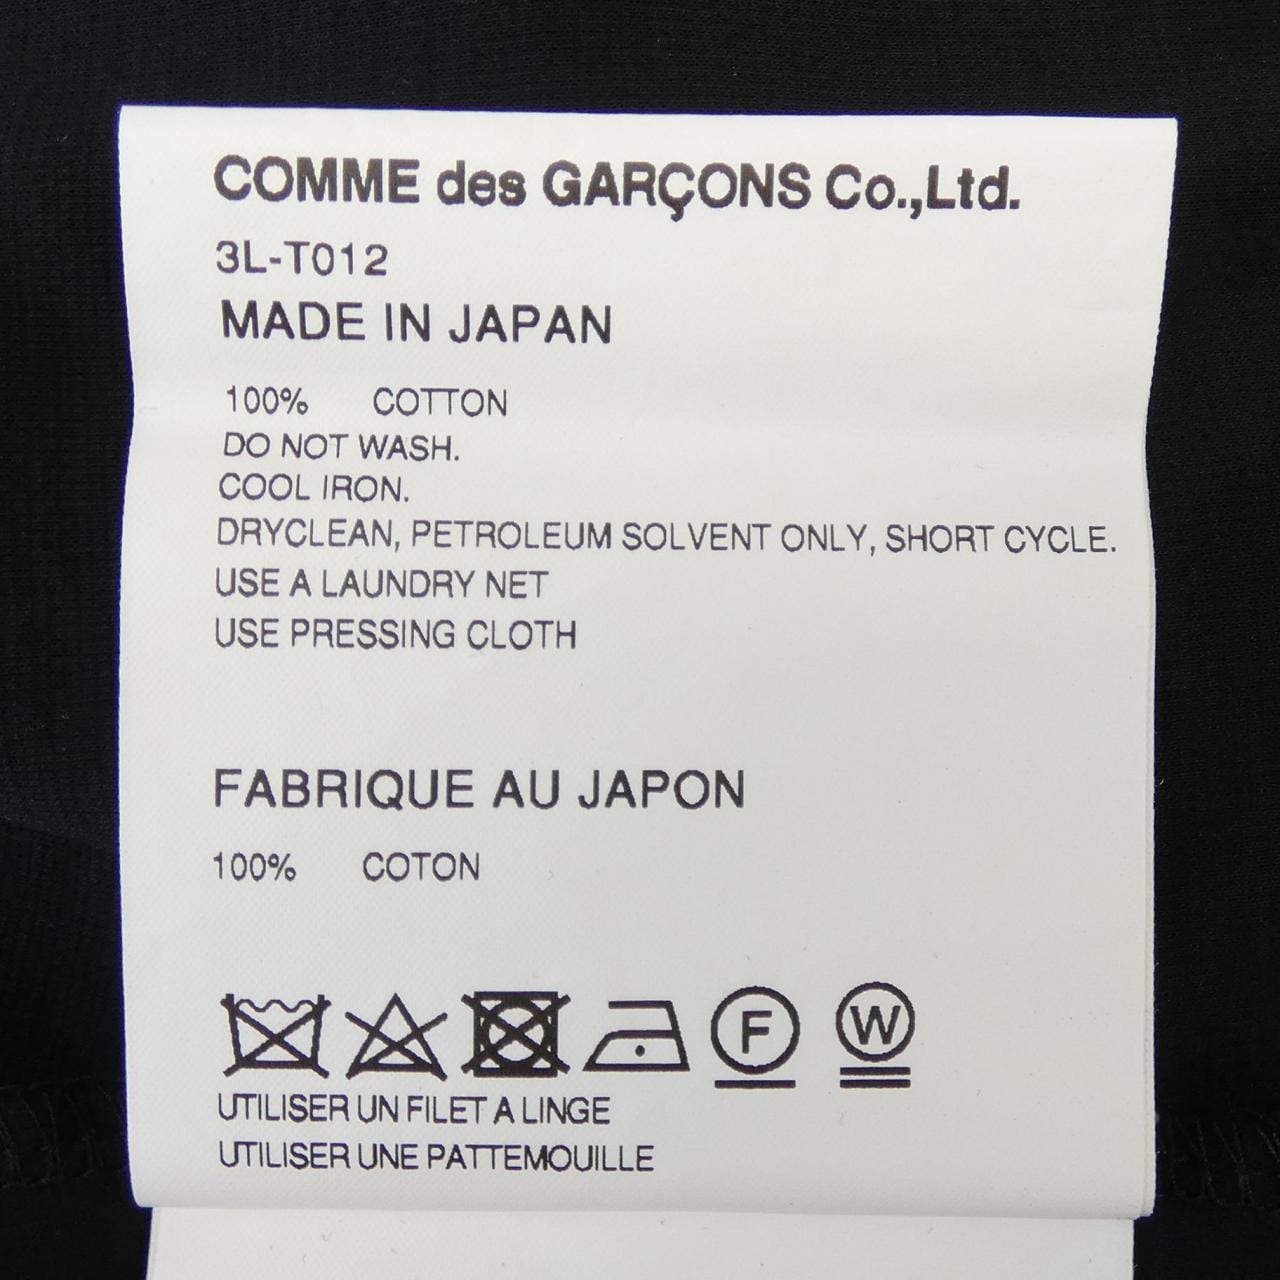 COMME des GARÇONS Co.,Ltd.
3L-T012
MADE IN JAPAN
100% COTTON
DO NOT WASH.
COOL IRON.
DRYCLEAN, PETROLEUM SOLVENT ONLY, SHORT CYCLE.
USE A LAUNDRY NET
USE PRESSING CLOTH
FABRIQUE AU JAPON
100% COTON
F W
UTILISER UN FILET A LINGE
UTILISER UNE PATTEMOUILLE